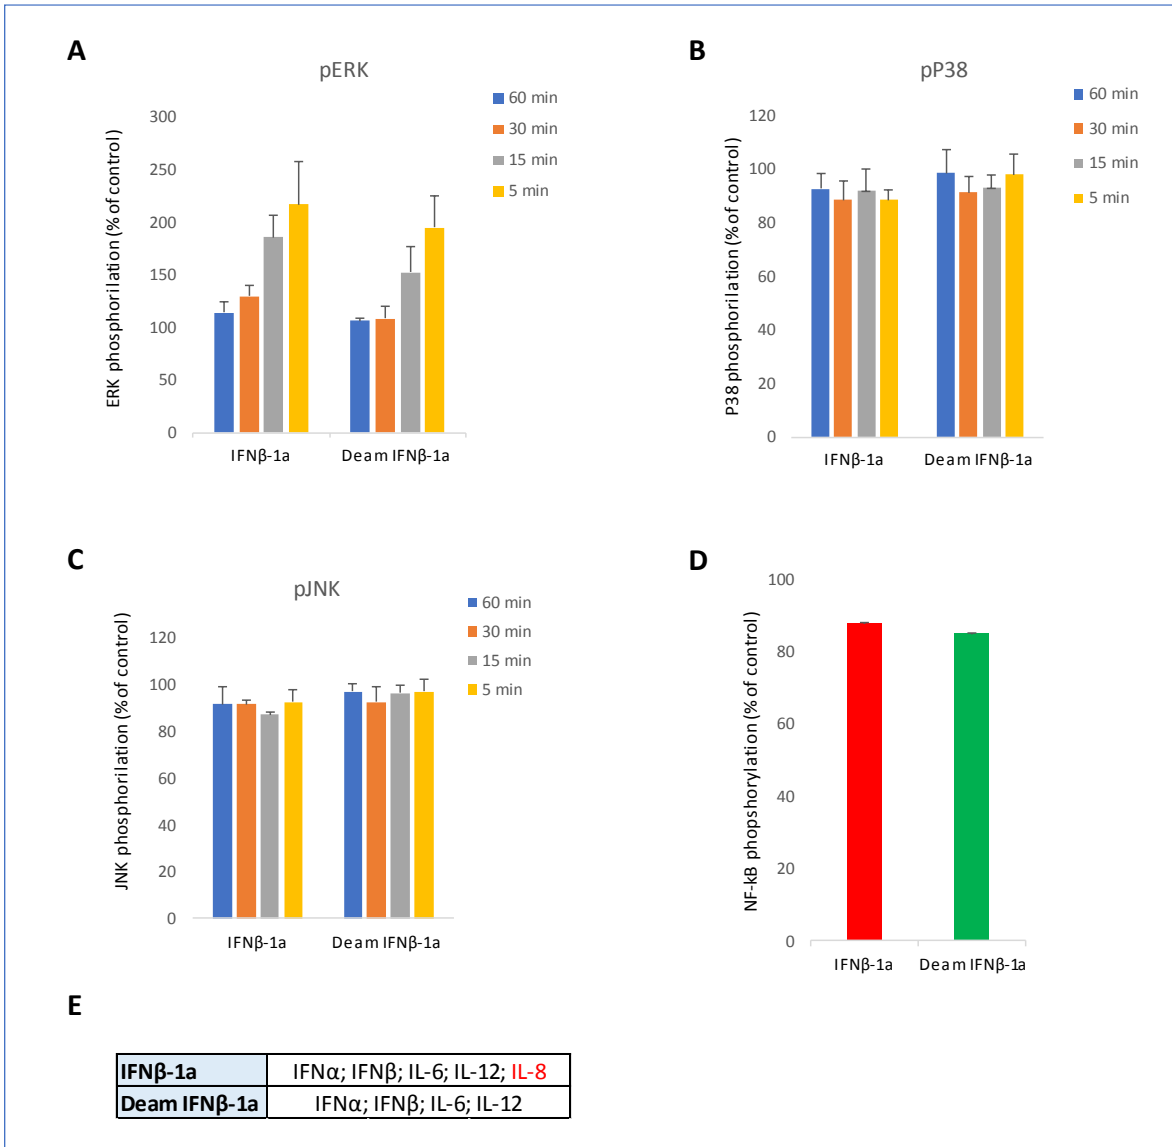 A
pERK
ERK phosphorilation (% of control)
300
250
200
150
100
50
0
60 min
30 min
15 min
5 min
IFNβ-1a
Deam IFNβ-1a
B
pP38
P38 phosphorilation (% of control)
120
100
80
60
40
20
0
60 min
30 min
15 min
5 min
IFNβ-1a
Deam IFNβ-1a
C
pJNK
JNK phosphorilation (% of control)
120
100
80
60
40
20
0
60 min
30 min
15 min
5 min
IFNβ-1a
Deam IFNβ-1a
D
NF-kB phopshorylation (% of control)
100
80
60
40
20
0
IFNβ-1a
Deam IFNβ-1a
E
IFNβ-1a IFNα; IFNβ; IL-6; IL-12; IL-8
Deam IFNβ-1a IFNα; IFNβ; IL-6; IL-12